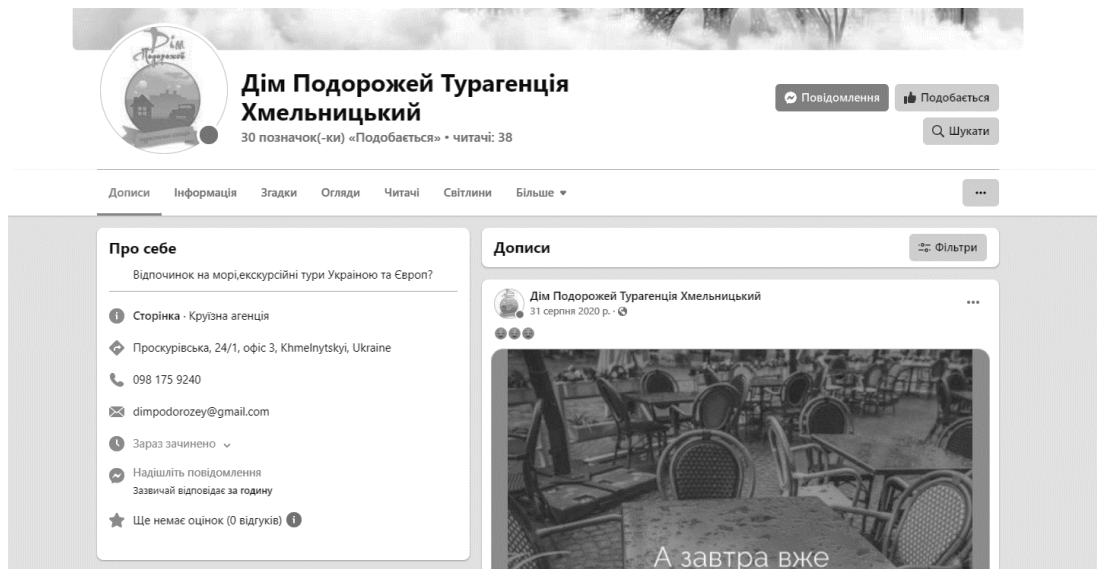 Дім
Подорожей
Дім Подорожей Турагенція
Хмельницький
30 позначок(-ки) «Подобається» • читачі: 38
Повідомлення
Подобається
Шукати
Дописи Інформація Згадки Огляди Читачі Світлини Більше
Про себе
Відпочинок на морі,екскурсійні тури Україною та Європ?
Сторінка · Круїзна агенція
Проскурівська, 24/1, офіс 3, Khmelnytskyi, Ukraine
098 175 9240
dimpodorozey@gmail.com
Зараз зачинено
Надішліть повідомлення
Зазвичай відповідає за годину
Ще немає оцінок (0 відгуків)
Дописи
Фільтри
Дім Подорожей Турагенція Хмельницький
31 серпня 2020 р. ·
А завтра вже